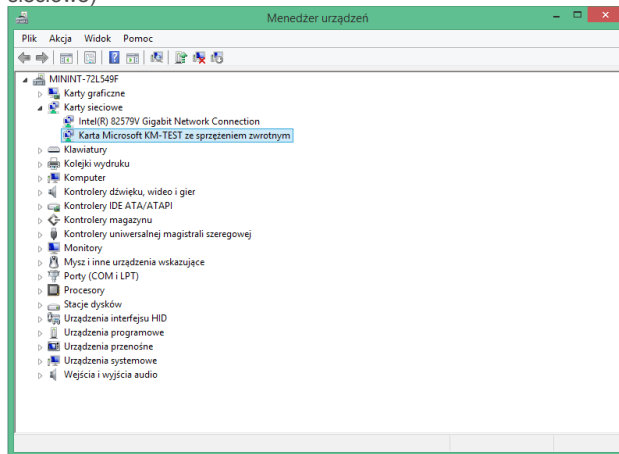 sieciowe)
Menedżer urządzeń
Plik Akcja Widok Pomoc
MININT-72L549F
Karty graficzne
Karty sieciowe
Intel(R) 82579V Gigabit Network Connection
Karta Microsoft KM-TEST ze sprzężeniem zwrotnym
Klawiatury
Kolejki wydruku
Komputer
Kontrolery dźwięku, wideo i gier
Kontrolery IDE ATA/ATAPI
Kontrolery magazynu
Kontrolery uniwersalnej magistrali szeregowej
Monitory
Mysz i inne urządzenia wskazujące
Porty (COM i LPT)
Procesory
Stacje dysków
Urządzenia interfejsu HID
Urządzenia programowe
Urządzenia przenośne
Urządzenia systemowe
Wejścia i wyjścia audio